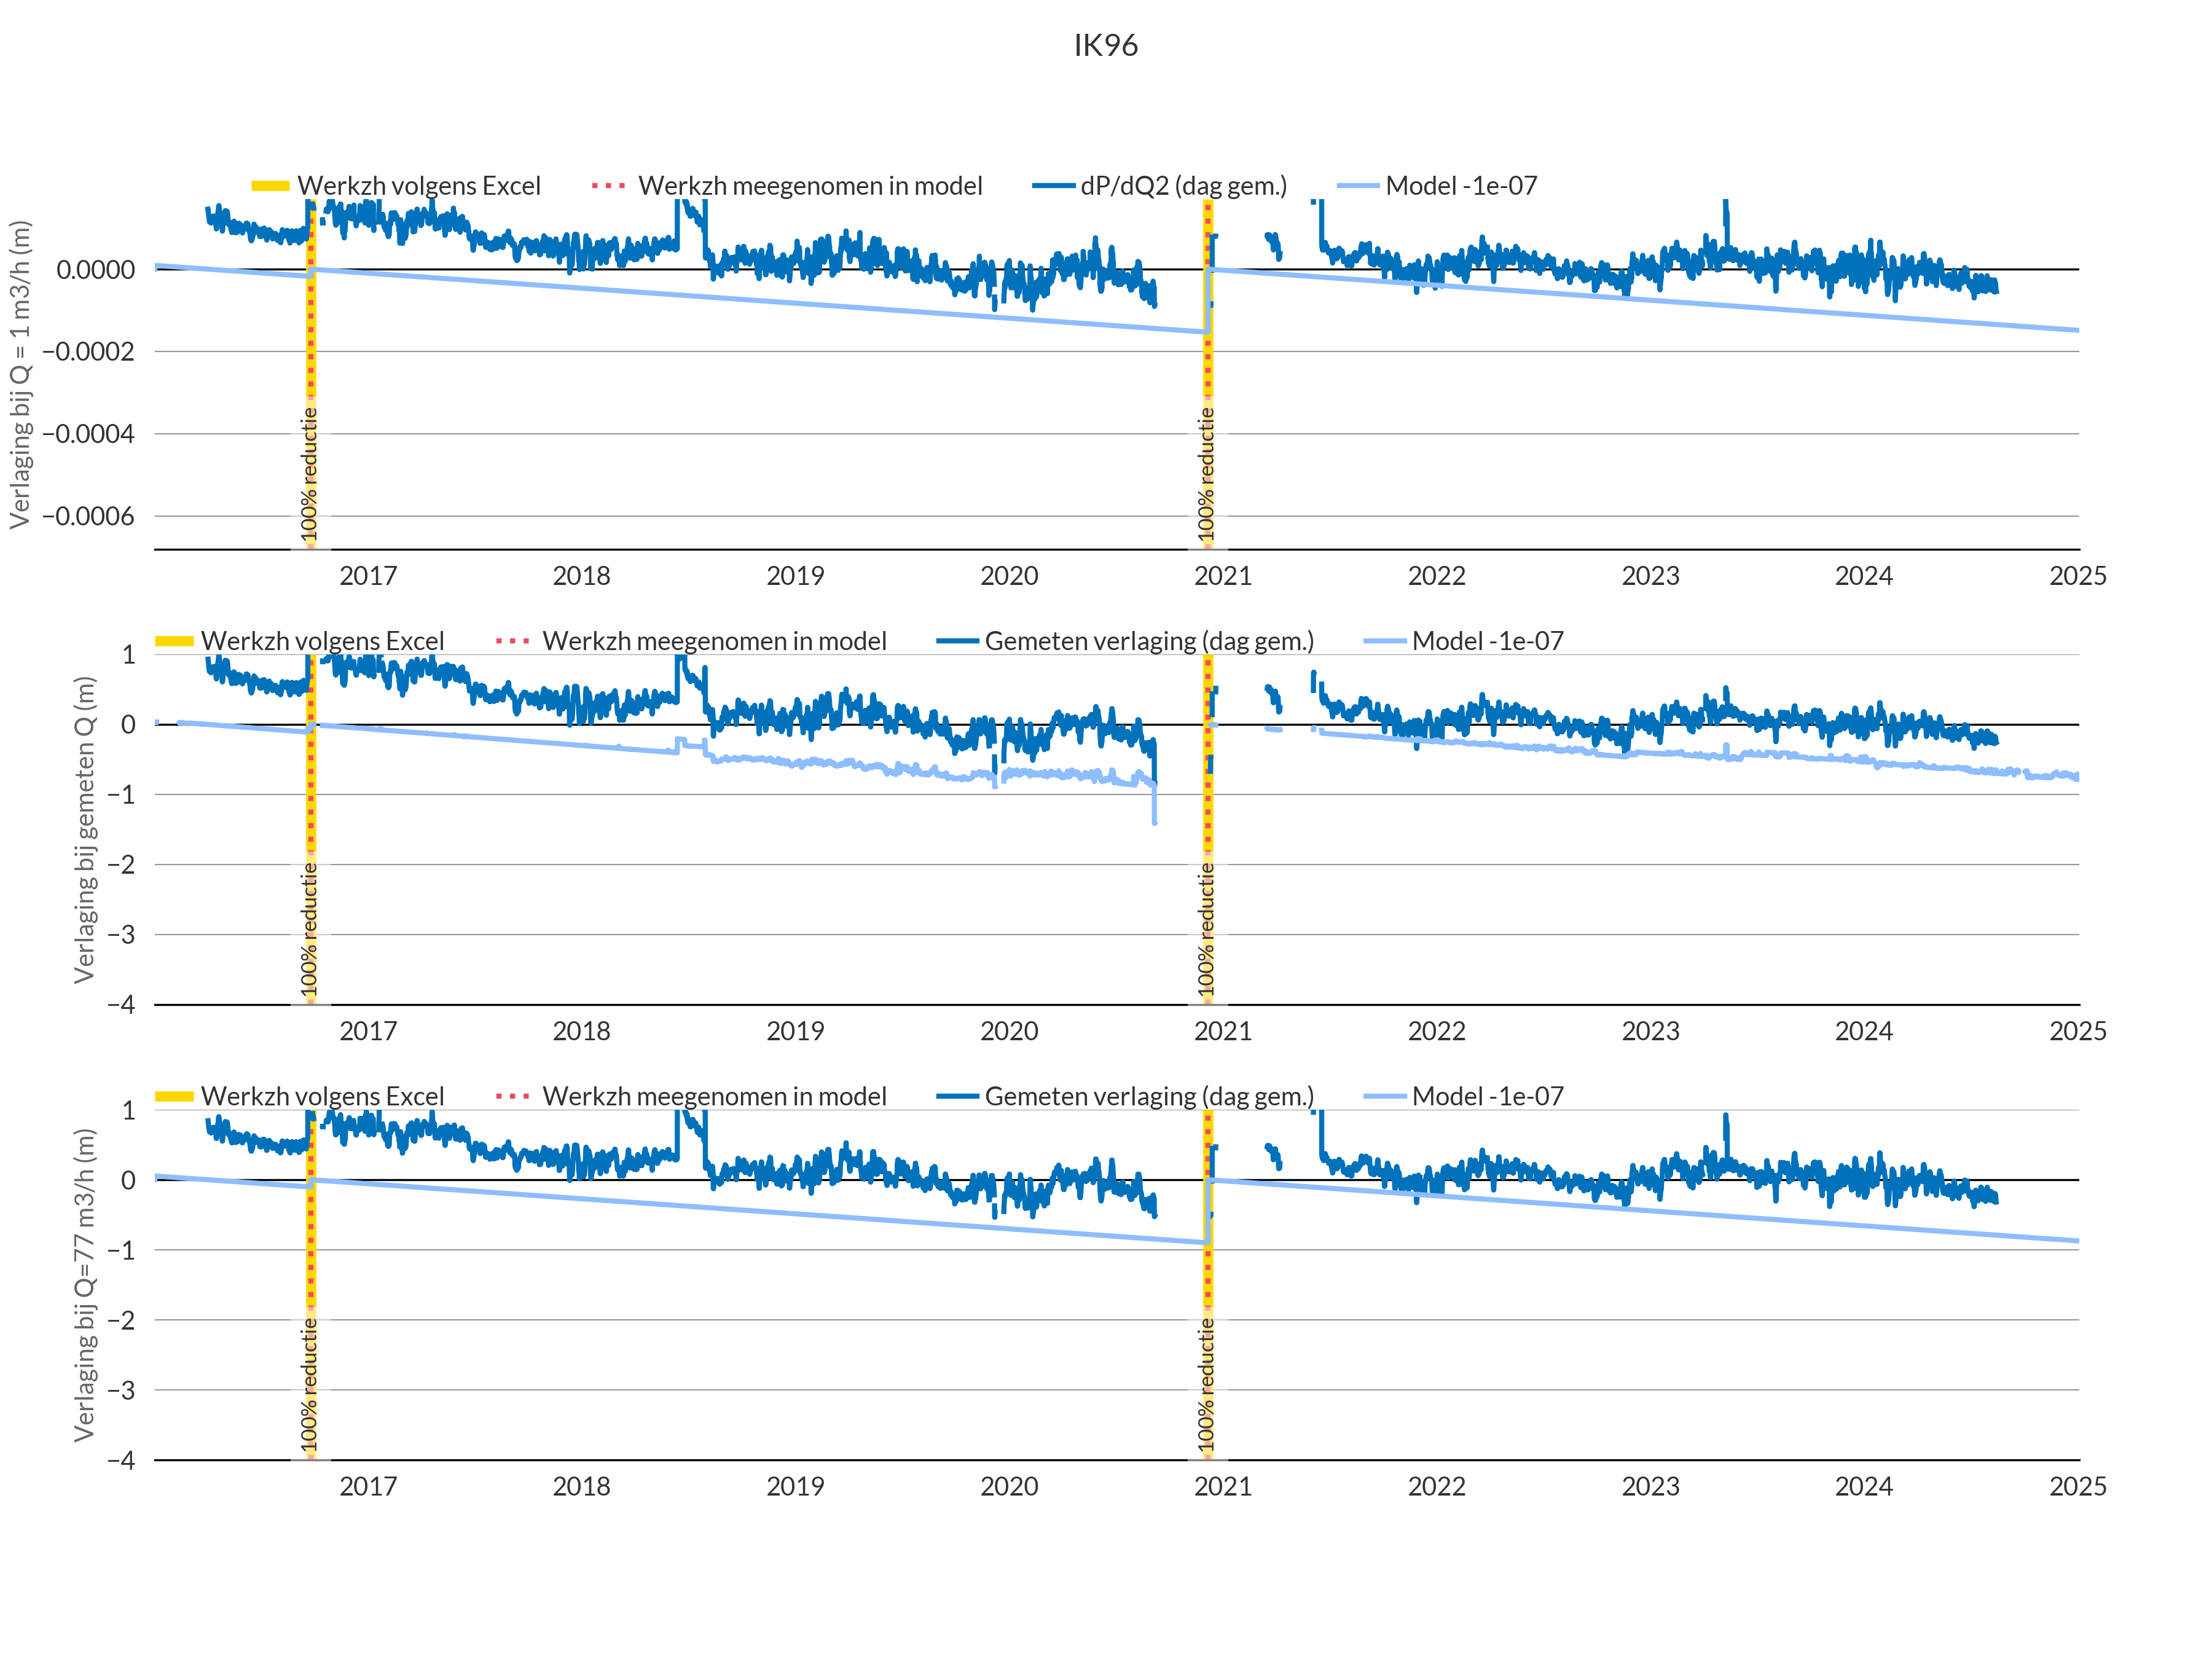 IK96
Werkzh volgens Excel Werkzh meegenomen in model dP/dQ2 (dag gem.) Model -1e-07
Verlaging bij Q = 1 m3/h (m)
0.0000
−0.0002
−0.0004
−0.0006
100% reductie
100% reductie
2017 2018 2019 2020 2021 2022 2023 2024 2025
Werkzh volgens Excel Werkzh meegenomen in model Gemeten verlaging (dag gem.) Model -1e-07
Verlaging bij gemeten Q (m)
1
0
−1
−2
−3
−4
100% reductie
100% reductie
2017 2018 2019 2020 2021 2022 2023 2024 2025
Werkzh volgens Excel Werkzh meegenomen in model Gemeten verlaging (dag gem.) Model -1e-07
Verlaging bij Q=77 m3/h (m)
1
0
−1
−2
−3
−4
100% reductie
100% reductie
2017 2018 2019 2020 2021 2022 2023 2024 2025